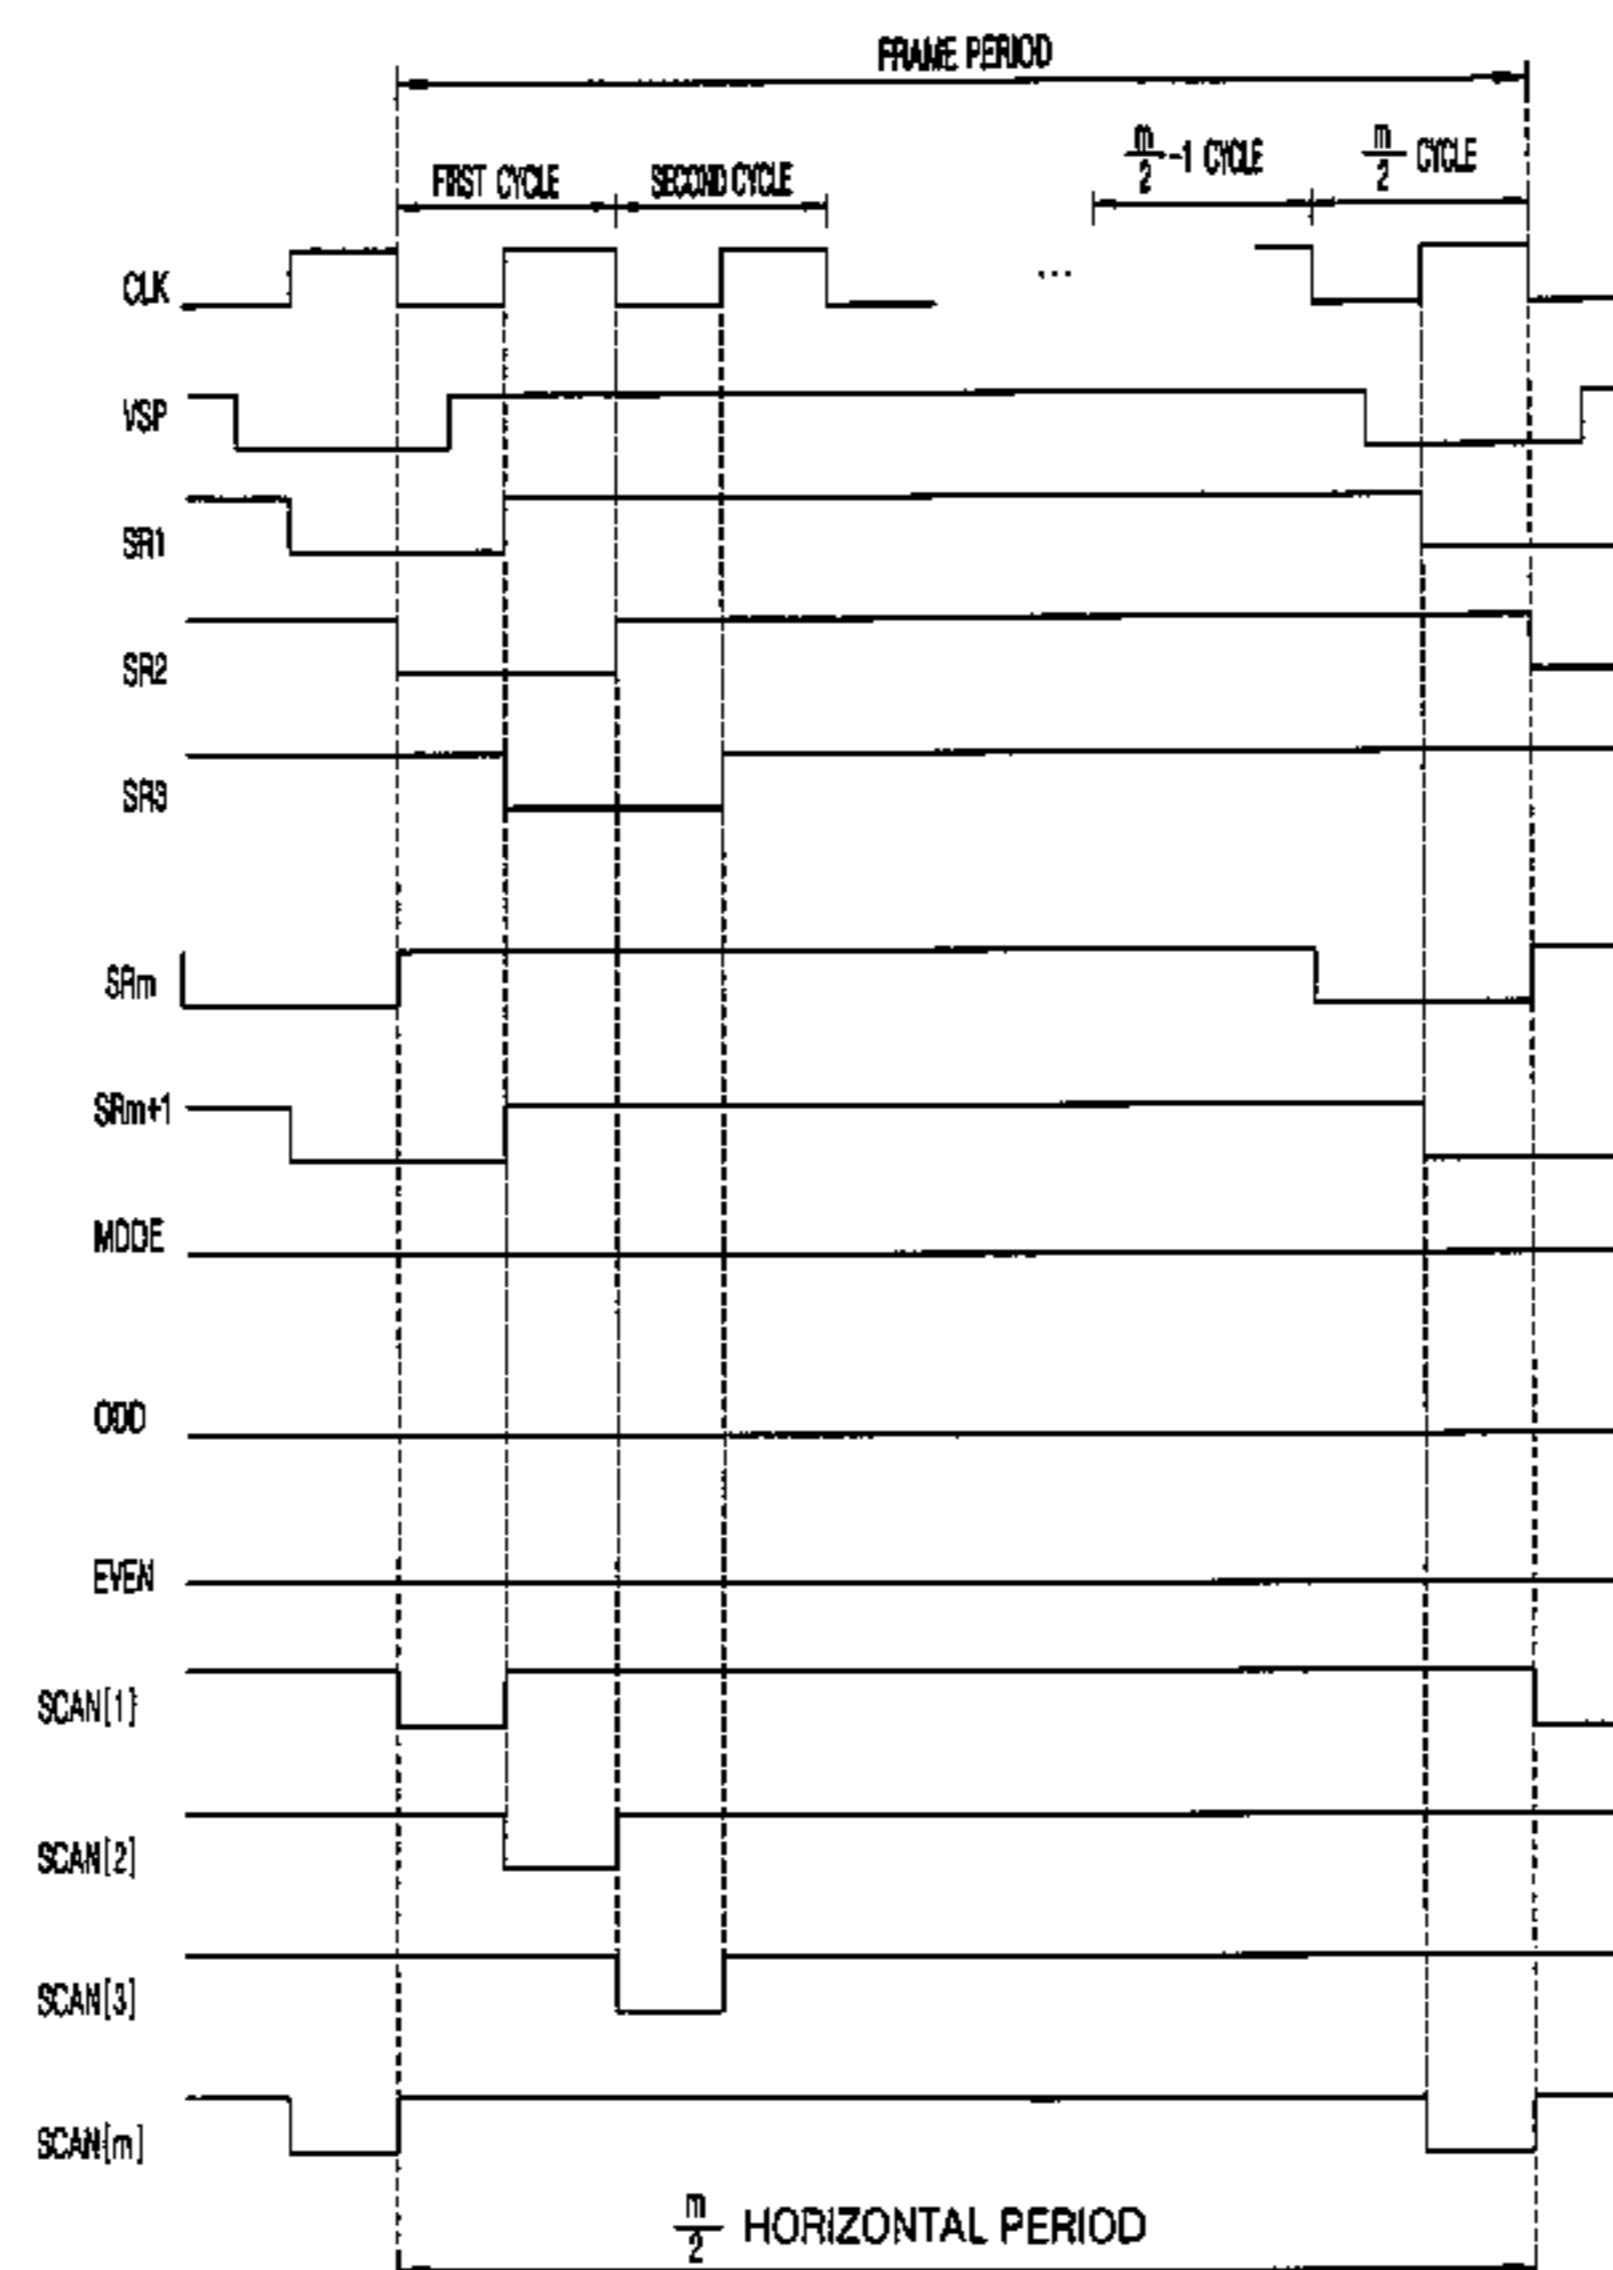 FRAME PERIOD
m/2 -1 CYCLE
m/2 CYCLE
FIRST CYCLE
SECOND CYCLE
CLK
...
VSP
SR1
SR2
SR3
SRm
SRm+1
MODE
ODD
EVEN
SCAN[1]
SCAN[2]
SCAN[3]
SCAN[m]
m/2 HORIZONTAL PERIOD